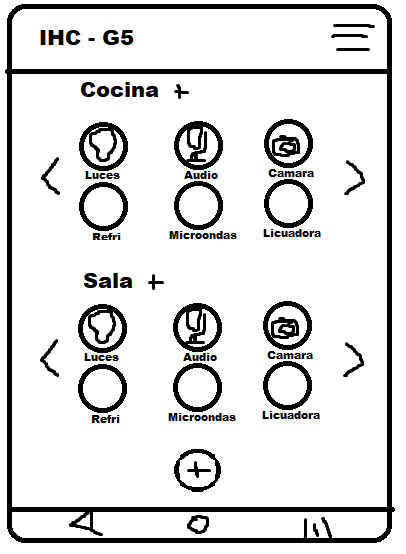 IHC - G5
Cocina +
Luces Audio Camara
Refri Microondas Licuadora
Sala +
Luces Audio Camara
Refri Microondas Licuadora
+